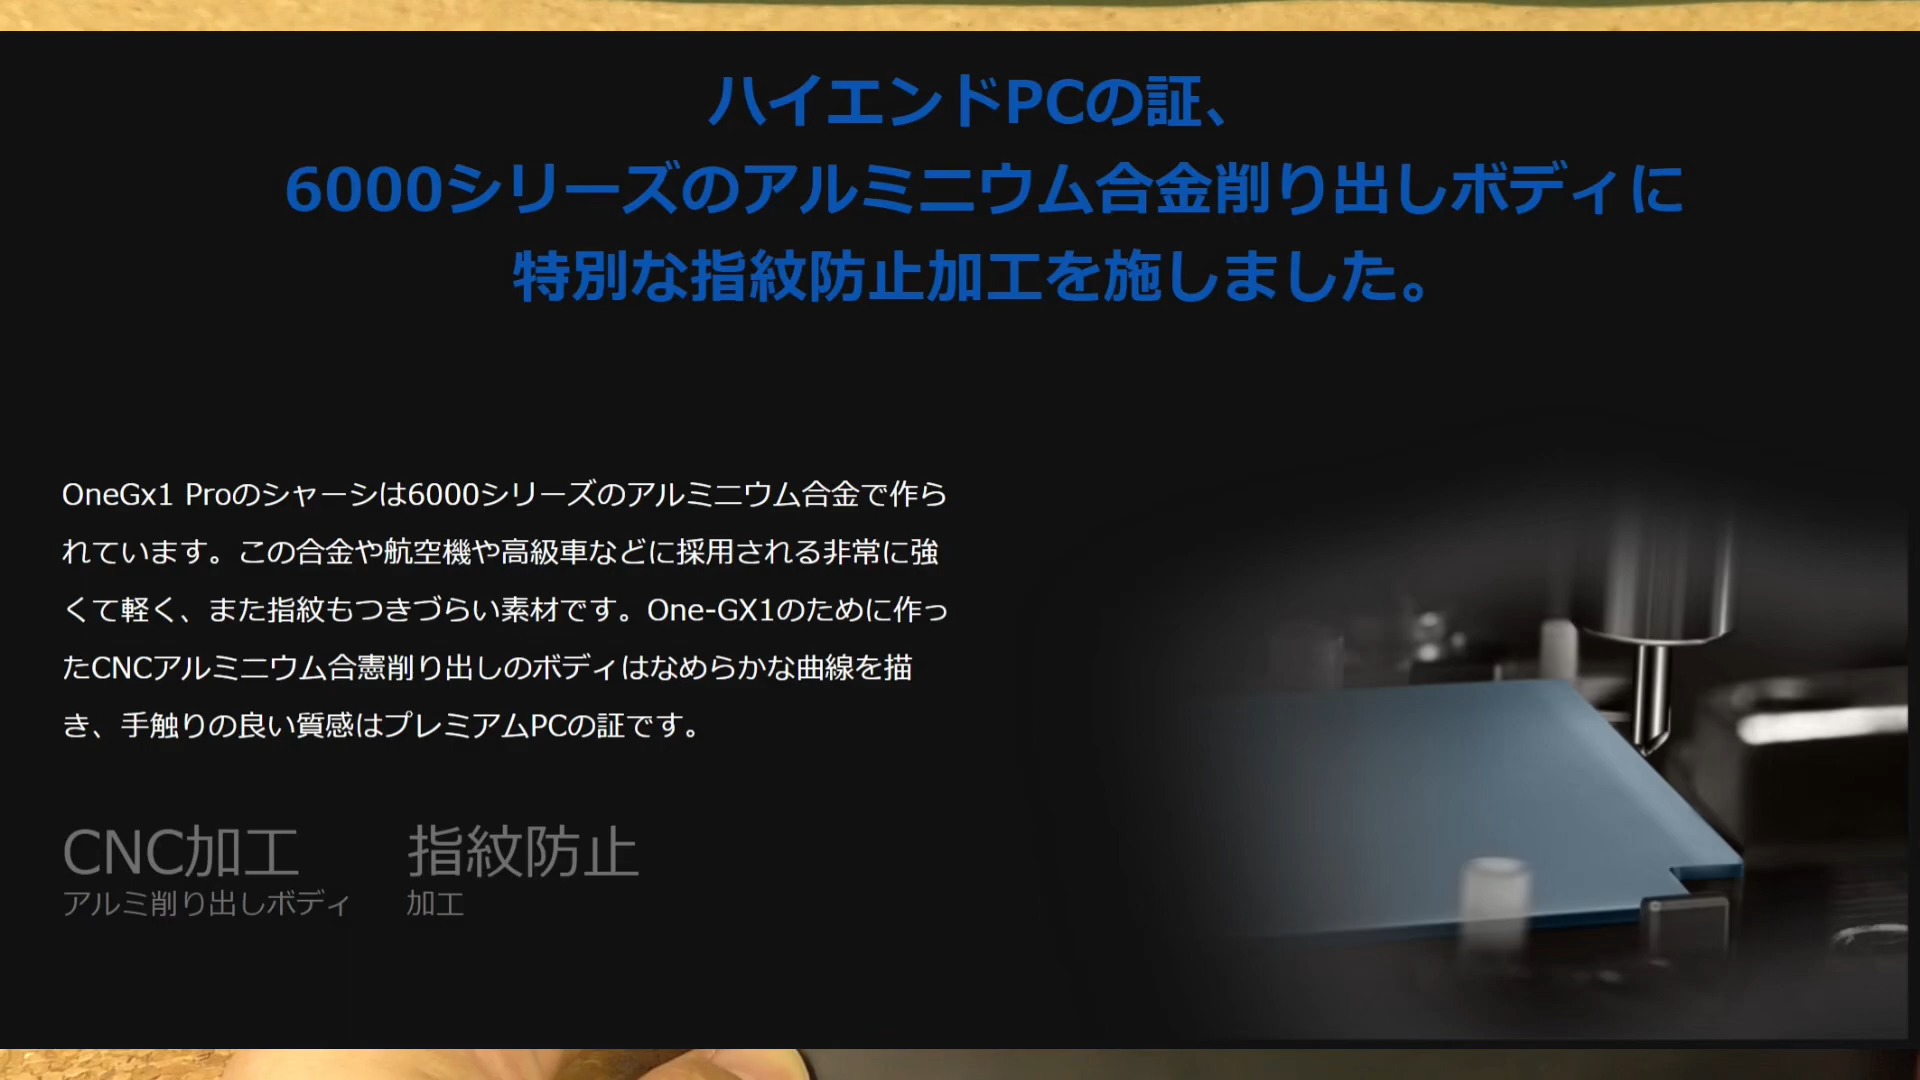 ハイエンドPCの証、
6000シリーズのアルミニウム合金削り出しボディに
特別な指紋防止加工を施しました。
OneGx1 Proのシャーシは6000シリーズのアルミニウム合金で作ら
れています。この合金や航空機や高級車などに採用される非常に強
くて軽く、また指紋もつきづらい素材です。One-GX1のために作っ
たCNCアルミニウム合憲削り出しのボディはなめらかな曲線を描
き、手触りの良い質感はプレミアムPCの証です。
CNC加工 指紋防止
アルミ削り出しボディ 加工